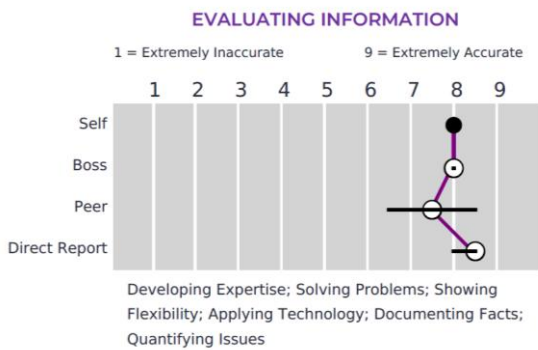 EVALUATING INFORMATION
1 = Extremely Inaccurate 9 = Extremely Accurate
1 2 3 4 5 6 7 8 9
Self
Boss
Peer
Direct Report
Developing Expertise; Solving Problems; Showing
Flexibility; Applying Technology; Documenting Facts;
Quantifying Issues